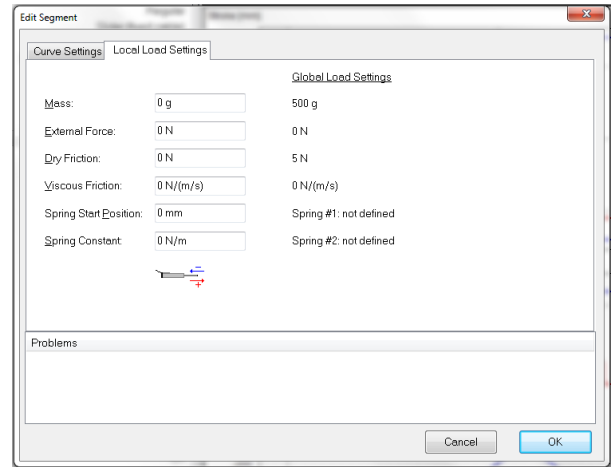 Edit Segment
Curve Settings Local Load Settings
Global Load Settings
Mass: 0 g 500 g
External Force: 0 N 0 N
Dry Friction: 0 N 5 N
Viscous Friction: 0 N/(m/s) 0 N/(m/s)
Spring Start Position: 0 mm Spring #1: not defined
Spring Constant: 0 N/m Spring #2: not defined
−
+
Problems
Cancel OK